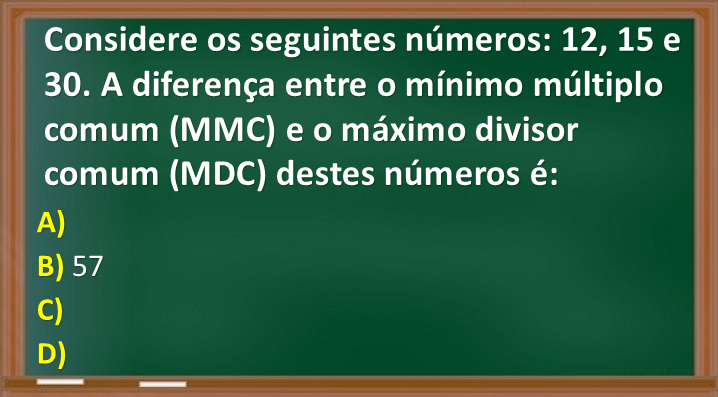 Considere os seguintes números: 12, 15 e
30. A diferença entre o mínimo múltiplo
comum (MMC) e o máximo divisor
comum (MDC) destes números é:
A)
B) 57
C)
D)